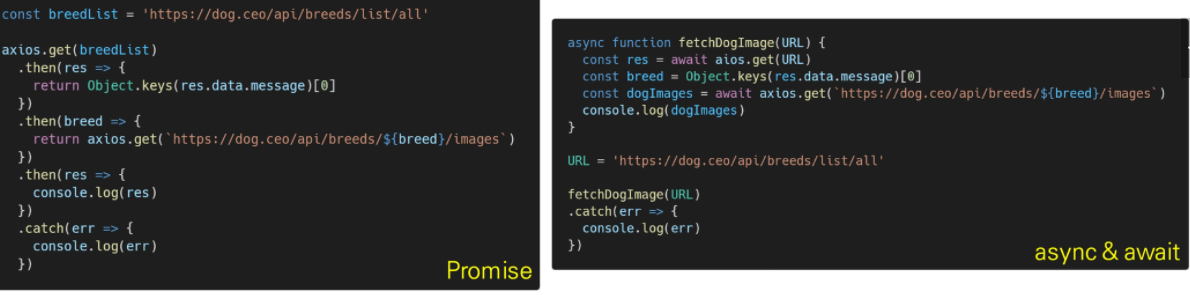 const breedList = 'https://dog.ceo/api/breeds/list/all'
axios.get(breedList)
.then(res => {
return Object.keys(res.data.message)[0]
})
.then(breed => {
return axios.get(`https://dog.ceo/api/breeds/${breed}/images`)
})
.then(res => {
console.log(res)
})
.catch(err => {
console.log(err)
})
Promise
async function fetchDogImage(URL) {
const res = await aios.get(URL)
const breed = Object.keys(res.data.message)[0]
const dogImages = await axios.get(`https://dog.ceo/api/breeds/${breed}/images`)
console.log(dogImages)
}
URL = 'https://dog.ceo/api/breeds/list/all'
fetchDogImage(URL)
.catch(err => {
console.log(err)
})
async & await